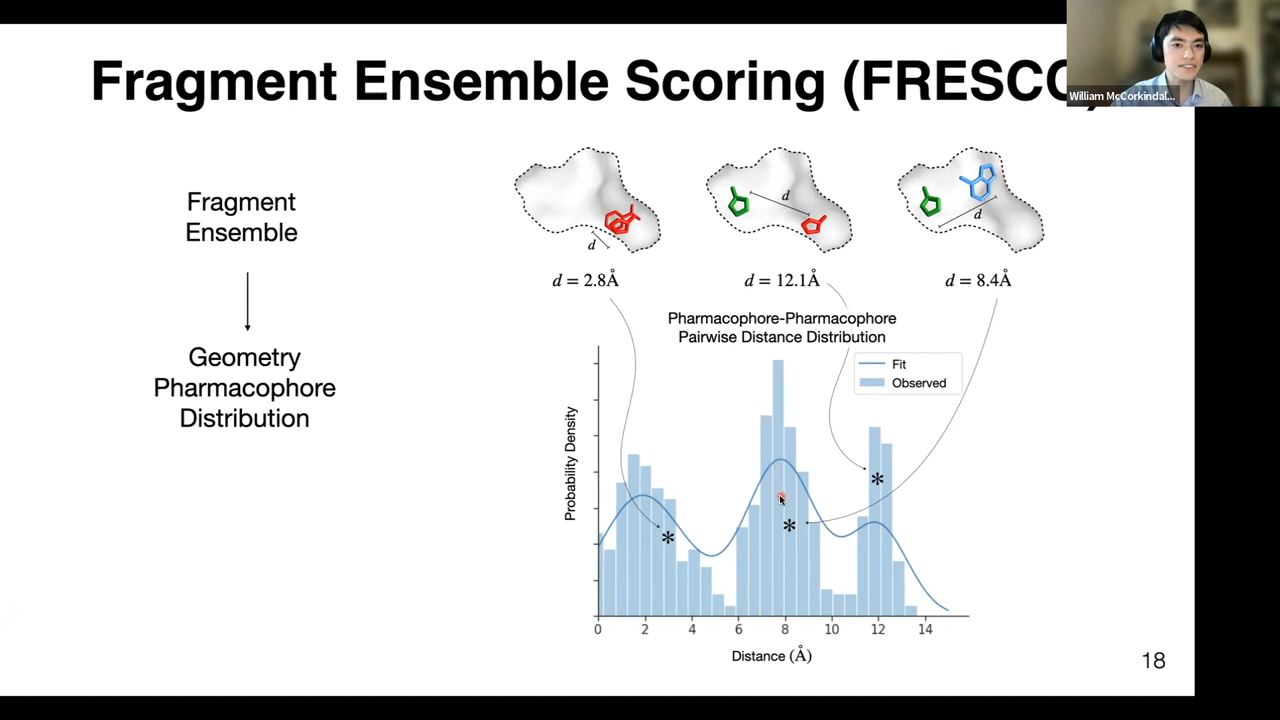 Fragment Ensemble Scoring (FRESCO)
William McCorkindal...
Fragment
Ensemble
Geometry
Pharmacophore
Distribution
d
d
d
d = 2.8Å
d = 12.1Å
d = 8.4Å
Pharmacophore-Pharmacophore
Pairwise Distance Distribution
Fit
Observed
Probability Density
*
*
*
0 2 4 6 8 10 12 14
Distance (Å)
18